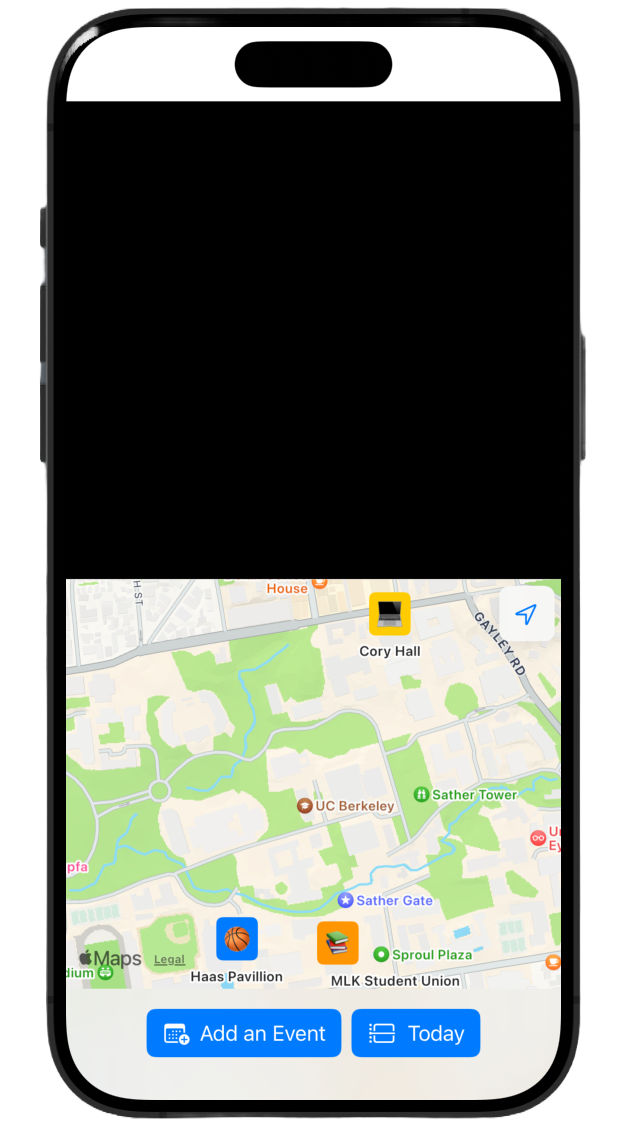 House
H ST
Cory Hall
GAYLEY RD
Sather Tower
UC Berkeley
Ey
pfa
Sather Gate
Sproul Plaza
Maps
Legal
dium
Haas Pavillion
MLK Student Union
Add an Event
Today